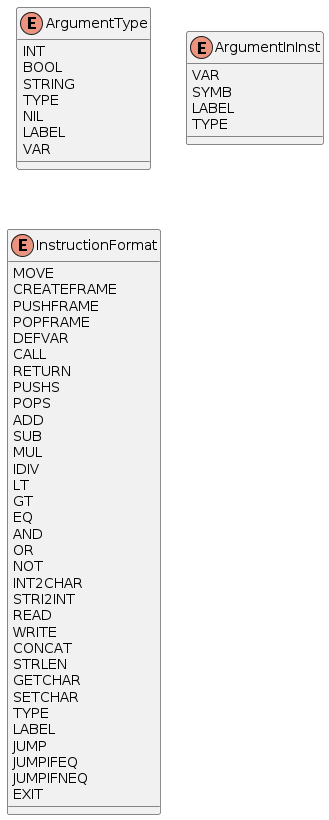 E ArgumentType
INT
BOOL
STRING
TYPE
NIL
LABEL
VAR
E ArgumentInInst
VAR
SYMB
LABEL
TYPE
E InstructionFormat
MOVE
CREATEFRAME
PUSHFRAME
POPFRAME
DEFVAR
CALL
RETURN
PUSHS
POPS
ADD
SUB
MUL
IDIV
LT
GT
EQ
AND
OR
NOT
INT2CHAR
STRI2INT
READ
WRITE
CONCAT
STRLEN
GETCHAR
SETCHAR
TYPE
LABEL
JUMP
JUMPIFEQ
JUMPIFNEQ
EXIT